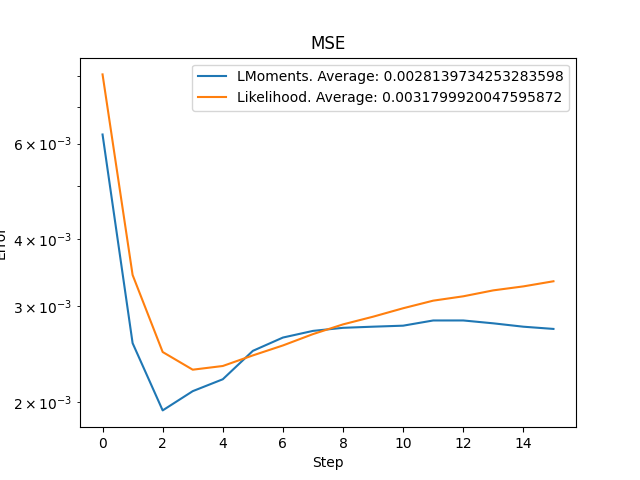 MSE
LMoments. Average: 0.0028139734253283598
Likelihood. Average: 0.0031799920047595872
6 × 10⁻³
4 × 10⁻³
3 × 10⁻³
2 × 10⁻³
Error
0 2 4 6 8 10 12 14
Step